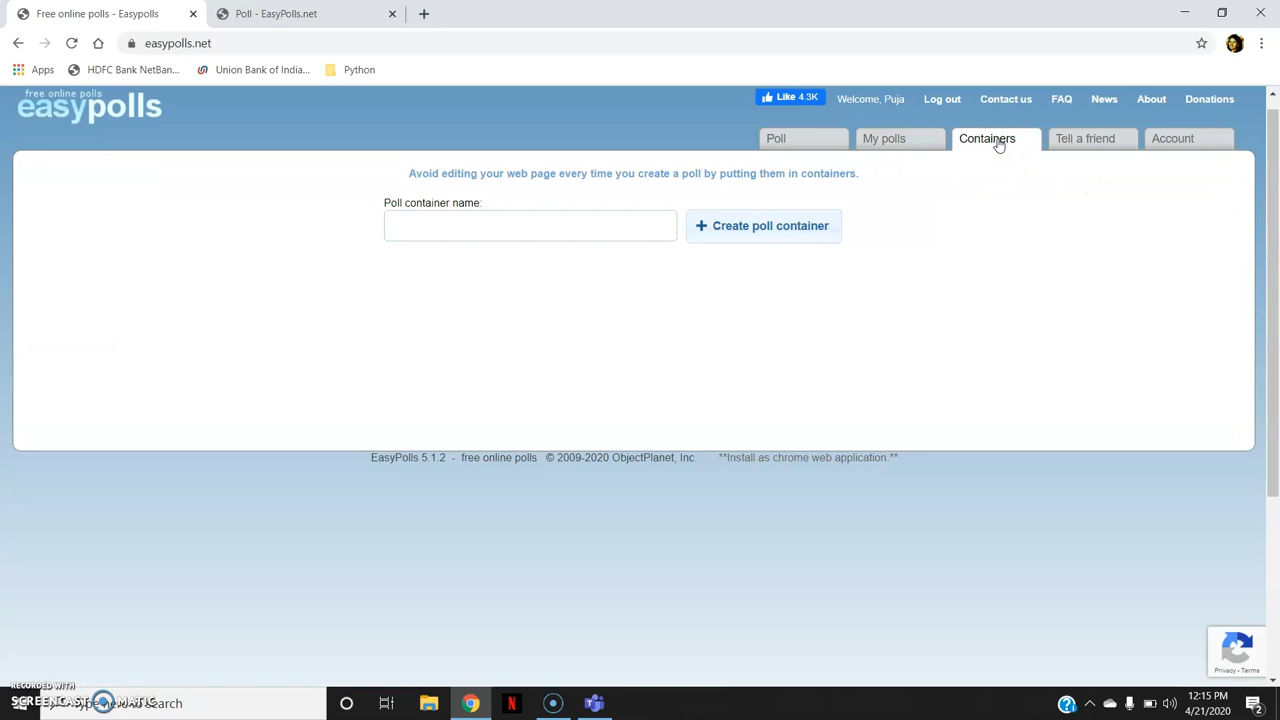 Free online polls - Easypolls
Poll - EasyPolls.net
easypolls.net
Apps
HDFC Bank NetBan...
Union Bank of India...
Python
free online polls
easypolls
Like 4.3K
Welcome, Puja
Log out
Contact us
FAQ
News
About
Donations
Poll
My polls
Containers
Tell a friend
Account
Avoid editing your web page every time you create a poll by putting them in containers.
Poll container name:
+ Create poll container
EasyPolls 5.1.2 - free online polls © 2009-2020 ObjectPlanet, Inc. **Install as chrome web application.**
Privacy - Terms
RECORDED WITH
SCREENCAST MATIC
search
12:15 PM
4/21/2020
2